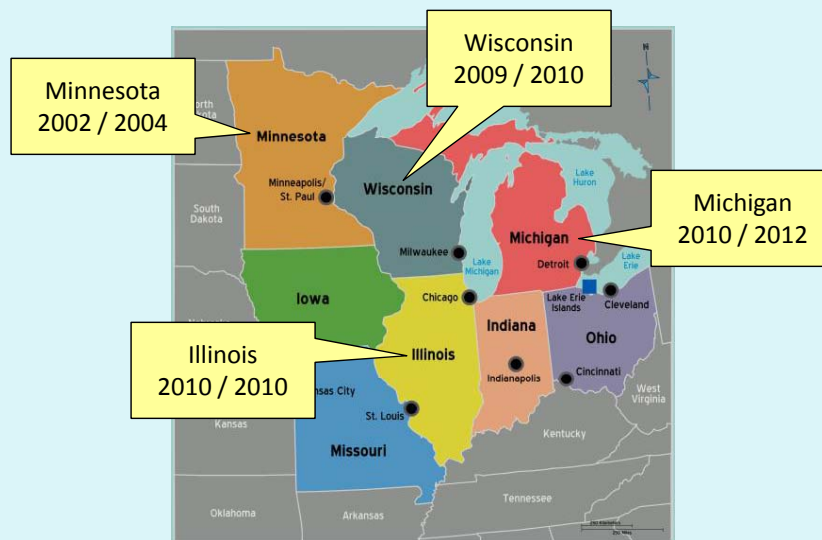 Wisconsin
2009 / 2010
Minnesota
2002 / 2004
N
Minnesota
Minneapolis/
St. Paul
Wisconsin
Lake
Huron
South
Dakota
Michigan
2010 / 2012
Michigan
Milwaukee
Lake
Michigan
Detroit
Lake
Erie
Iowa
Chicago
Lake Erie
Islands
Cleveland
Indiana
Ohio
Illinois
2010 / 2010
Illinois
Indianapolis
Cincinnati
West
Virginia
City
St. Louis
Kansas
Kentucky
Missouri
Tennessee
Oklahoma
Arkansas